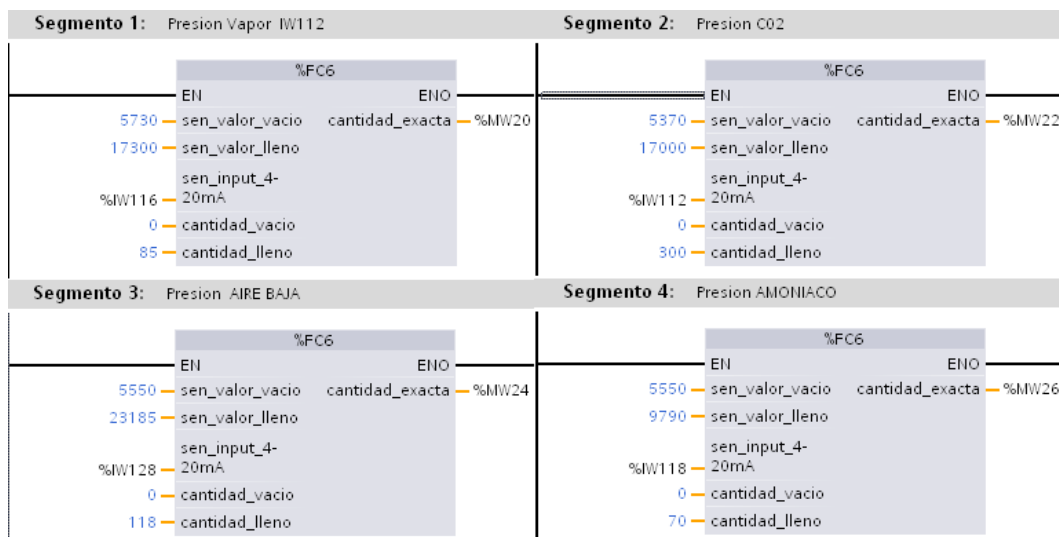 Segmento 1: Presion Vapor IW112
%FC6
EN ENO
5730 sen_valor_vacio cantidad_exacta %MW20
17300 sen_valor_lleno
sen_input_4-
%IW116 20mA
0 cantidad_vacio
85 cantidad_lleno
Segmento 2: Presion C02
%FC6
EN ENO
5370 sen_valor_vacio cantidad_exacta %MW22
17000 sen_valor_lleno
sen_input_4-
%IW112 20mA
0 cantidad_vacio
300 cantidad_lleno
Segmento 3: Presion AIRE BAJA
%FC6
EN ENO
5550 sen_valor_vacio cantidad_exacta %MW24
23185 sen_valor_lleno
sen_input_4-
%IW128 20mA
0 cantidad_vacio
118 cantidad_lleno
Segmento 4: Presion AMONIACO
%FC6
EN ENO
5550 sen_valor_vacio cantidad_exacta %MW26
9790 sen_valor_lleno
sen_input_4-
%IW118 20mA
0 cantidad_vacio
70 cantidad_lleno